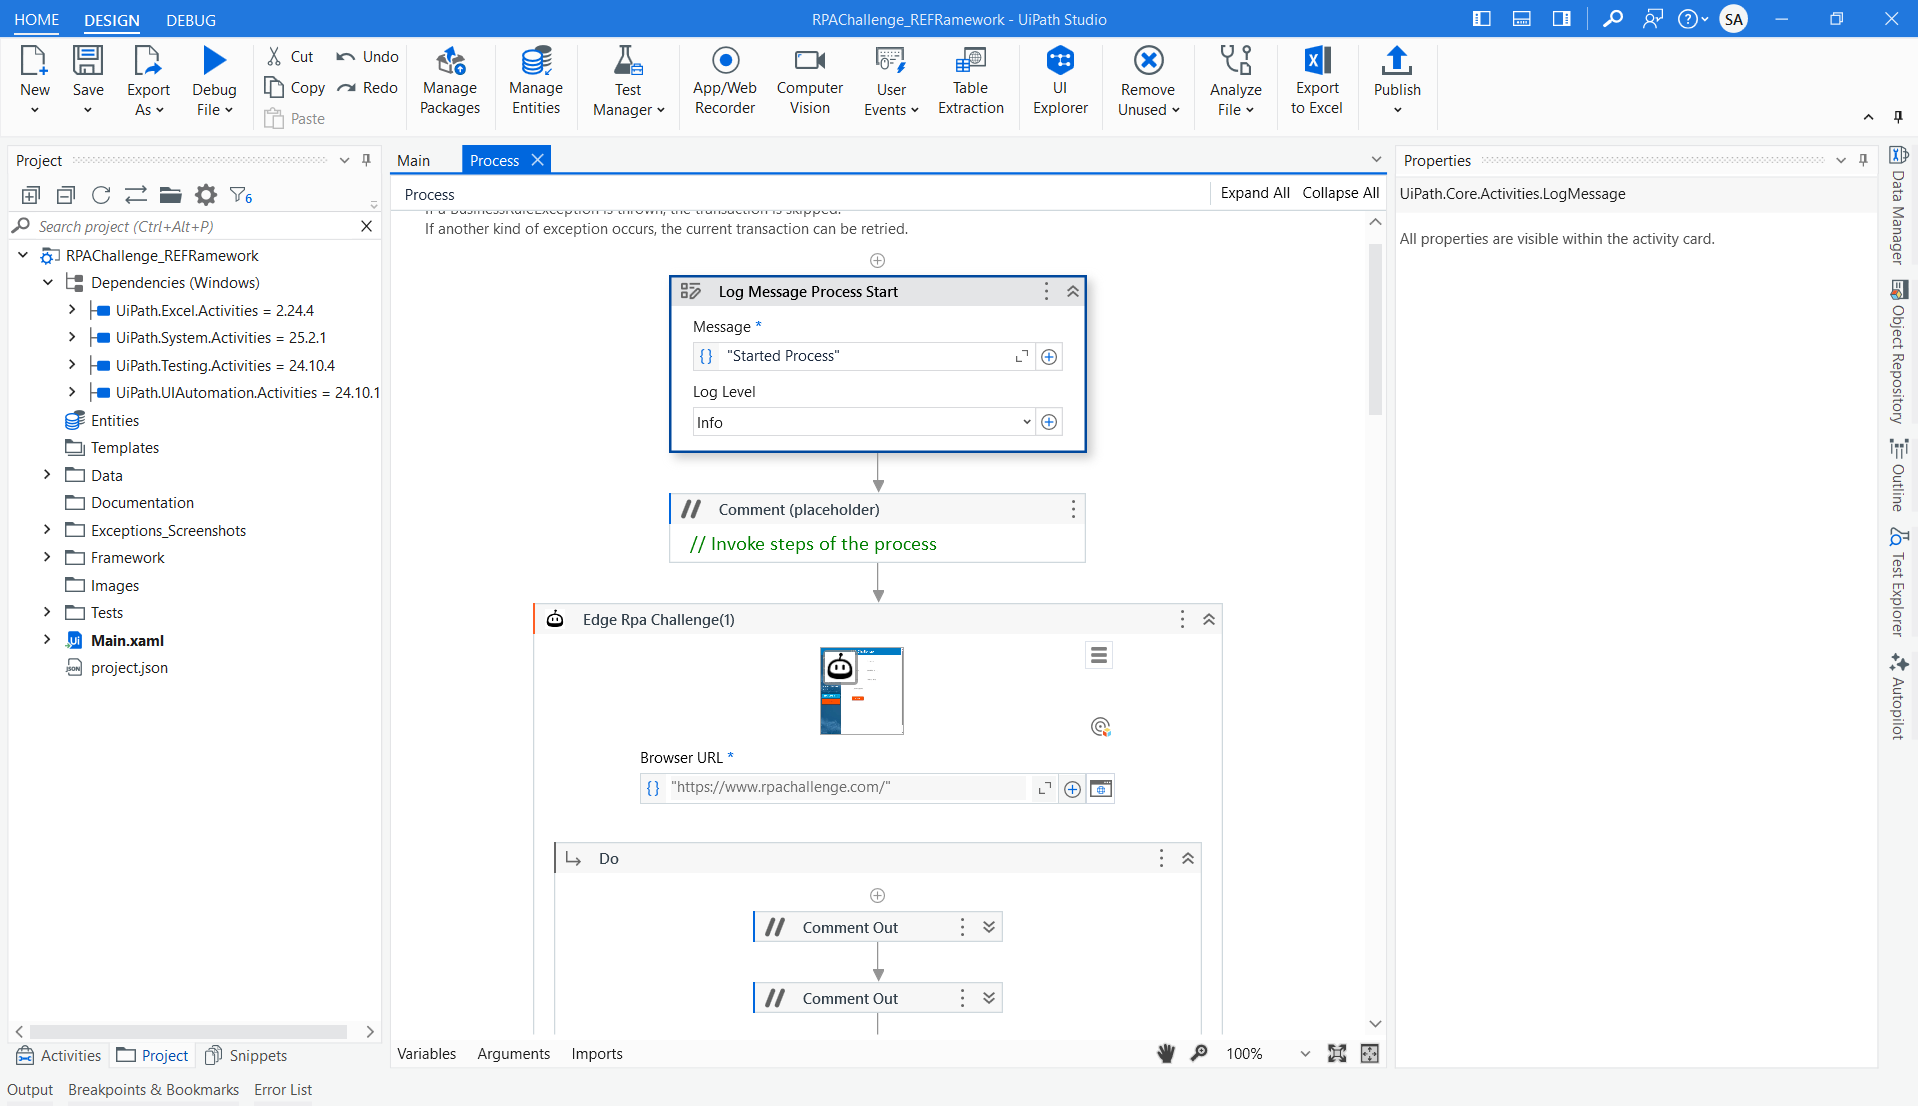 HOME
DESIGN
DEBUG
RPAChallenge_REFRamework - UiPath Studio
SA
New
Save
Export As
Debug File
Cut
Copy
Paste
Undo
Redo
Manage Packages
Manage Entities
Test Manager
App/Web Recorder
Computer Vision
User Events
Table Extraction
UI Explorer
Remove Unused
Analyze File
Export to Excel
Publish
Project
6
Search project (Ctrl+Alt+P)
RPAChallenge_REFRamework
Dependencies (Windows)
UiPath.Excel.Activities = 2.24.4
UiPath.System.Activities = 25.2.1
UiPath.Testing.Activities = 24.10.4
UiPath.UIAutomation.Activities = 24.10.1
Entities
Templates
Data
Documentation
Exceptions_Screenshots
Framework
Images
Tests
Main.xaml
project.json
Activities
Project
Snippets
Output
Breakpoints & Bookmarks
Error List
Main
Process
Process
Expand All
Collapse All
If a BusinessRuleException is thrown, the transaction is skipped.
If another kind of exception occurs, the current transaction can be retried.
Log Message Process Start
Message *
{} "Started Process"
Log Level
Info
// Comment (placeholder)
// Invoke steps of the process
Edge Rpa Challenge(1)
Browser URL *
{} "https://www.rpachallenge.com/"
Do
// Comment Out
// Comment Out
Variables
Arguments
Imports
100%
Properties
UiPath.Core.Activities.LogMessage
All properties are visible within the activity card.
Data Manager
Object Repository
Outline
Test Explorer
Autopilot